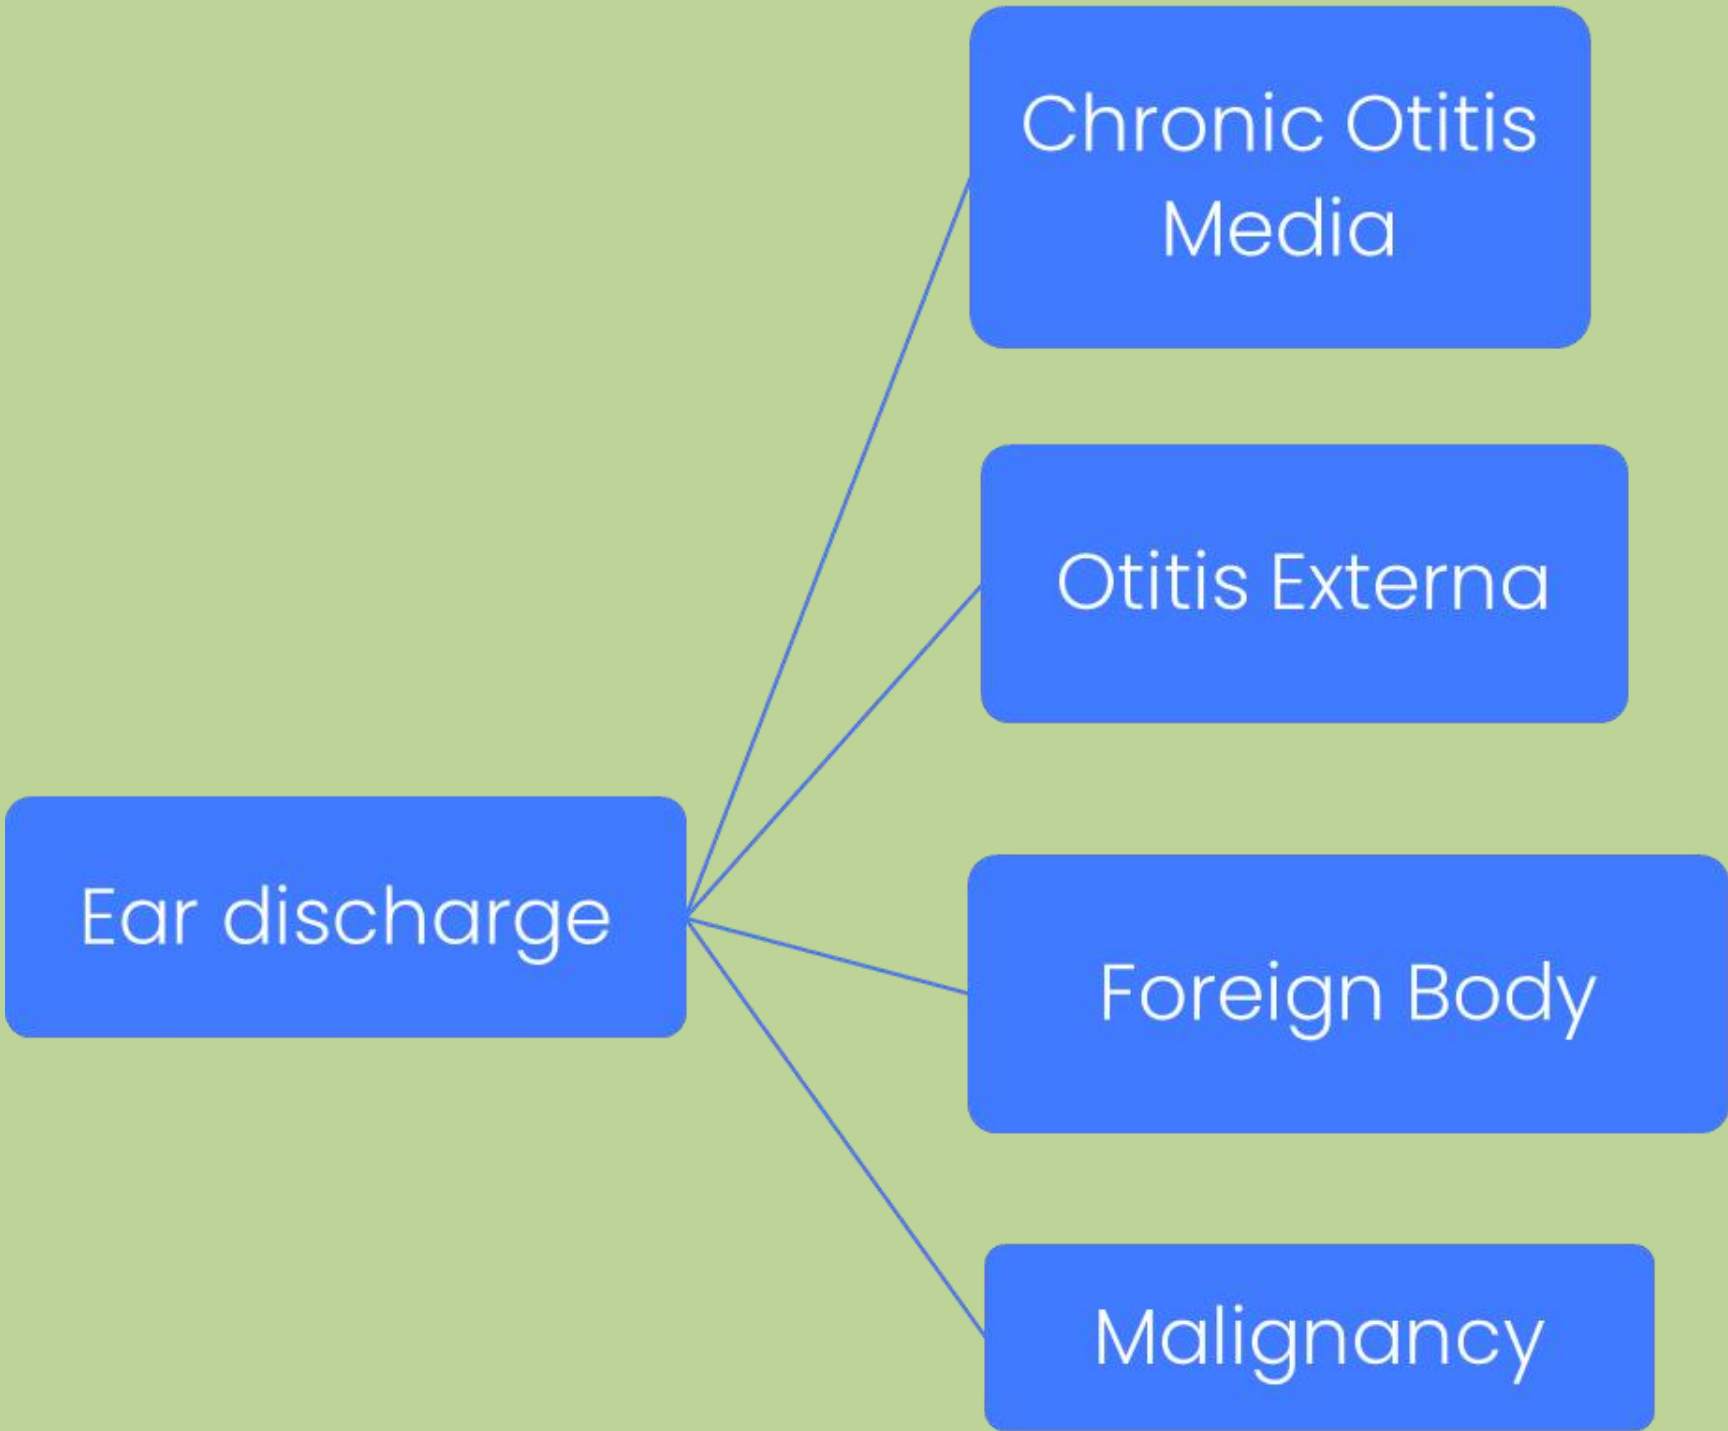 Chronic Otitis
Media
Otitis Externa
Ear discharge
Foreign Body
Malignancy